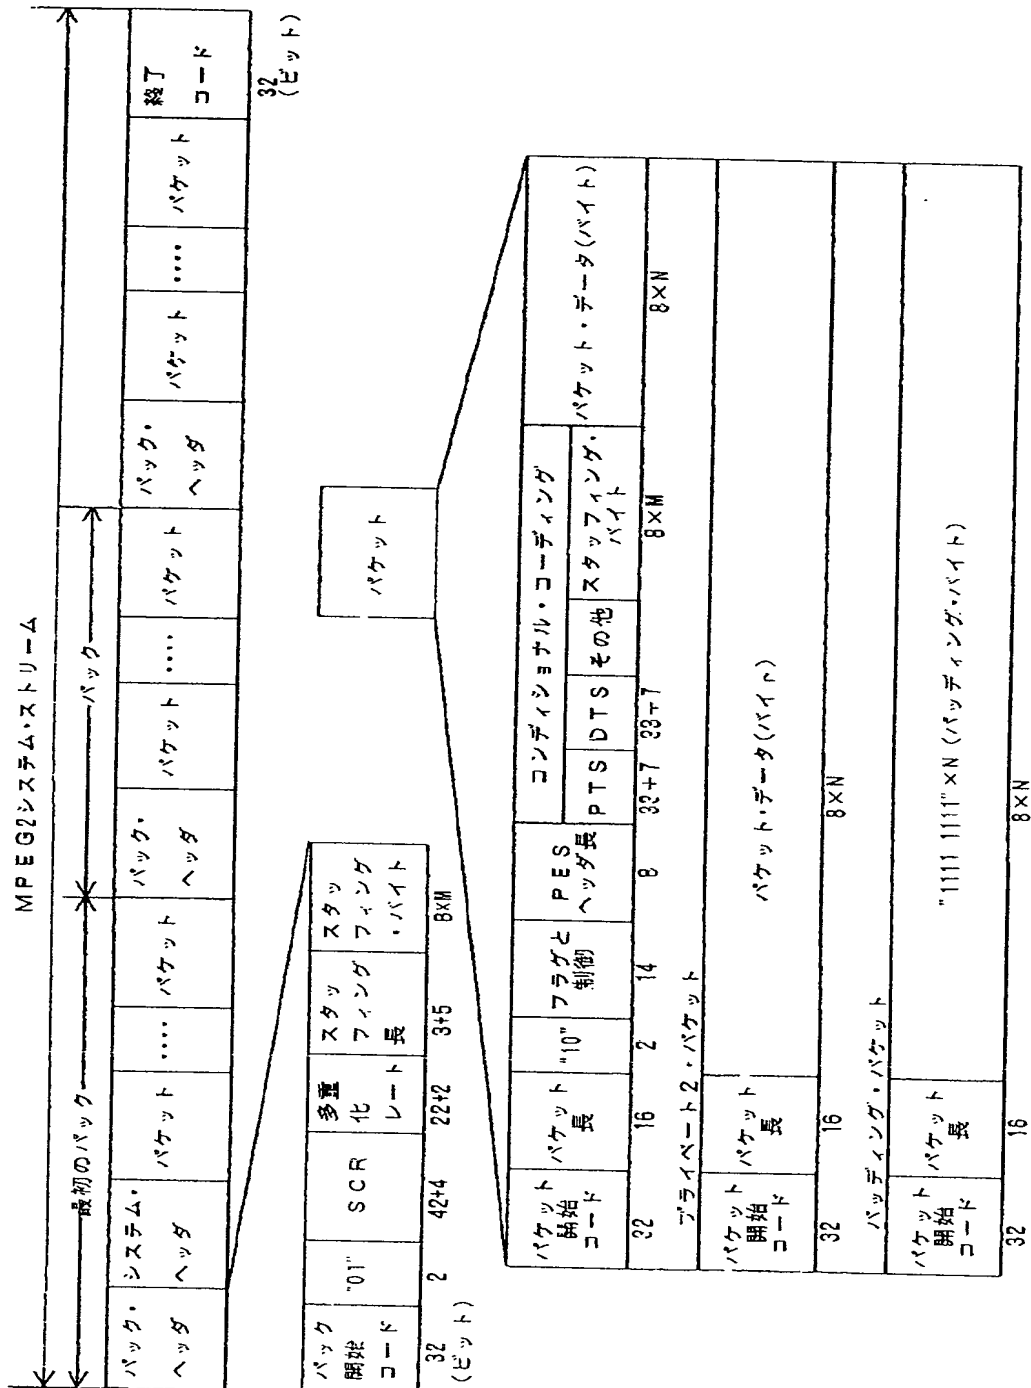 MPEG2システム・ストリーム
最初のパック
パック
パック・
ヘッダ
システム・
ヘッダ
パケット
‥‥
パケット
パック・
ヘッダ
パケット
‥‥
パケット
パック・
ヘッダ
パケット
‥‥
パケット
終了
コード
32
(ビット)
パック
開始
コード
"01"
SCR
多重
化
レート
スタッ
フィング
長
スタッ
フィング
・バイト
32
(ビット)
2
42+4
22+2
3+5
8×M
パケット
パケット
開始
コード
パケット
長
"10"
フラグと
制御
PES
ヘッダ長
コンディショナル・コーディング
PTS
DTS
その他
スタッフィング・
バイト
パケット・データ(バイト)
32
16
2
14
8
33+7
33+7
8×M
8×N
プライベート2・パケット
パケット
開始
コード
パケット
長
パケット・データ(バイト)
32
16
8×N
パッディング・パケット
パケット
開始
コード
パケット
長
"1111 1111"×N (パッディング・バイト)
32
16
8×N